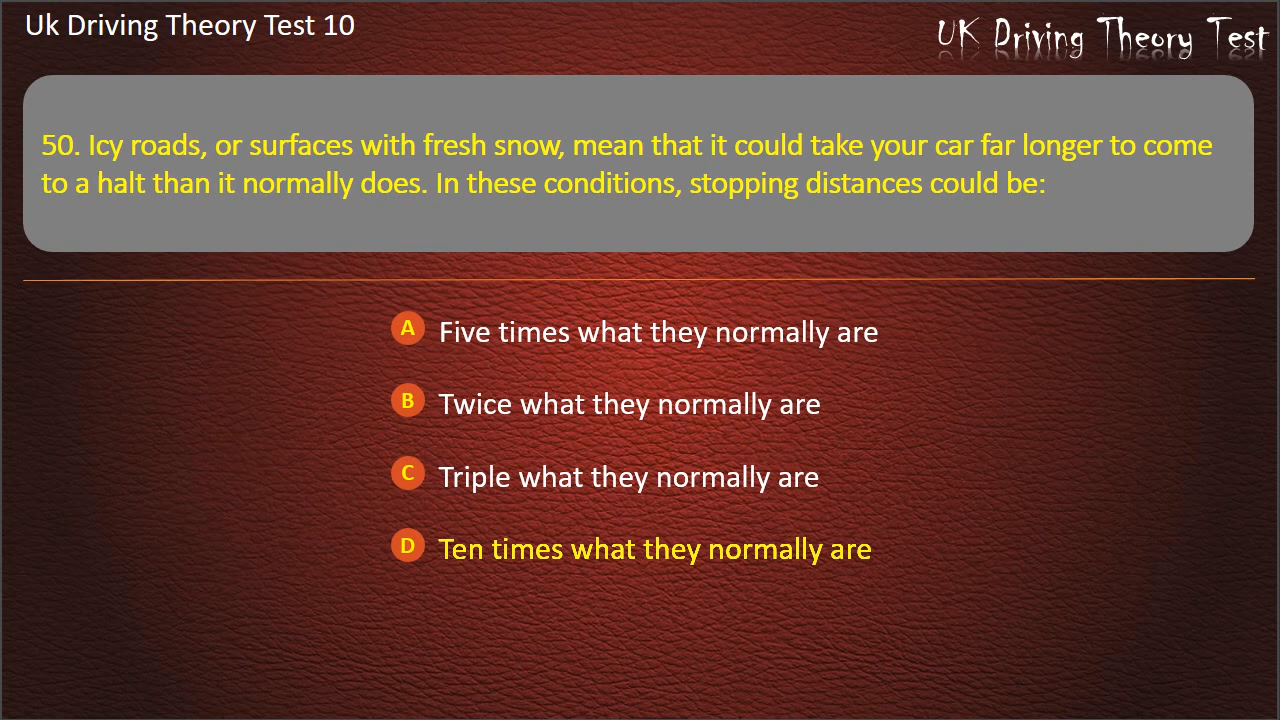 Uk Driving Theory Test 10
UK Driving Theory Test
50. Icy roads, or surfaces with fresh snow, mean that it could take your car far longer to come
to a halt than it normally does. In these conditions, stopping distances could be:
A Five times what they normally are
B Twice what they normally are
C Triple what they normally are
D Ten times what they normally are